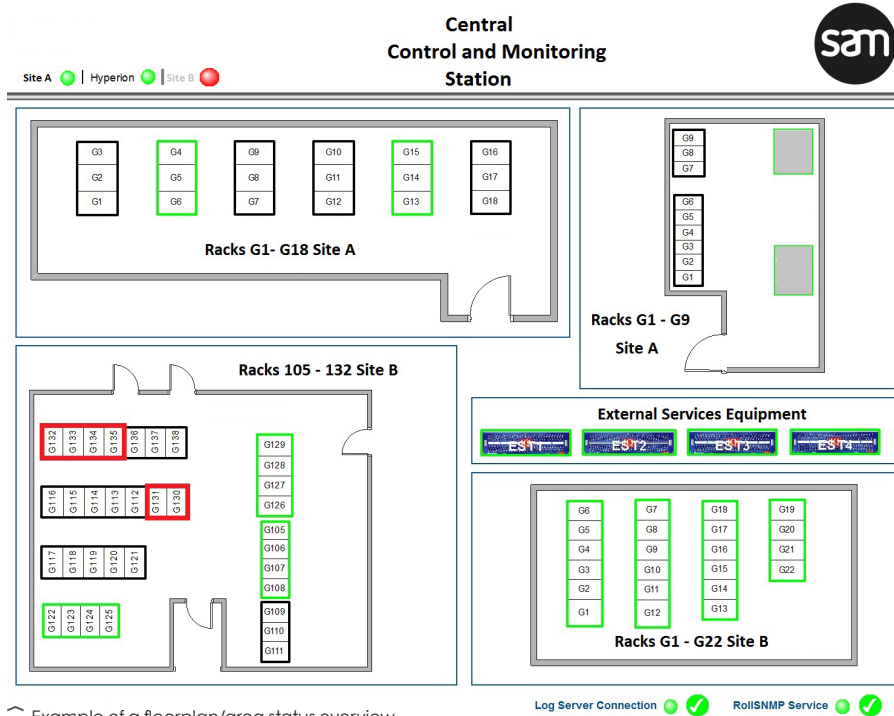 Central
Control and Monitoring
Station
sam
Site A | Hyperion | Site B
G3 G4 G9 G10 G15 G16
G2 G5 G8 G11 G14 G17
G1 G6 G7 G12 G13 G18
Racks G1- G18 Site A
G9
G8
G7
G6
G5
G4
G3
G2
G1
Racks G1 - G9
Site A
Racks 105 - 132 Site B
G132 G133 G134 G135 G136 G137 G138
G116 G115 G114 G113 G112 G131 G130
G117 G118 G119 G120 G121
G122 G123 G124 G125
G129
G128
G127
G126
G105
G106
G107
G108
G109
G110
G111
External Services Equipment
EST1 EST2 EST3 EST4
G6 G7 G18 G19
G5 G8 G17 G20
G4 G9 G16 G21
G3 G10 G15 G22
G2 G11 G14
G1 G12 G13
Racks G1 - G22 Site B
Log Server Connection RollSNMP Service
Example of a floorplan/area status overview